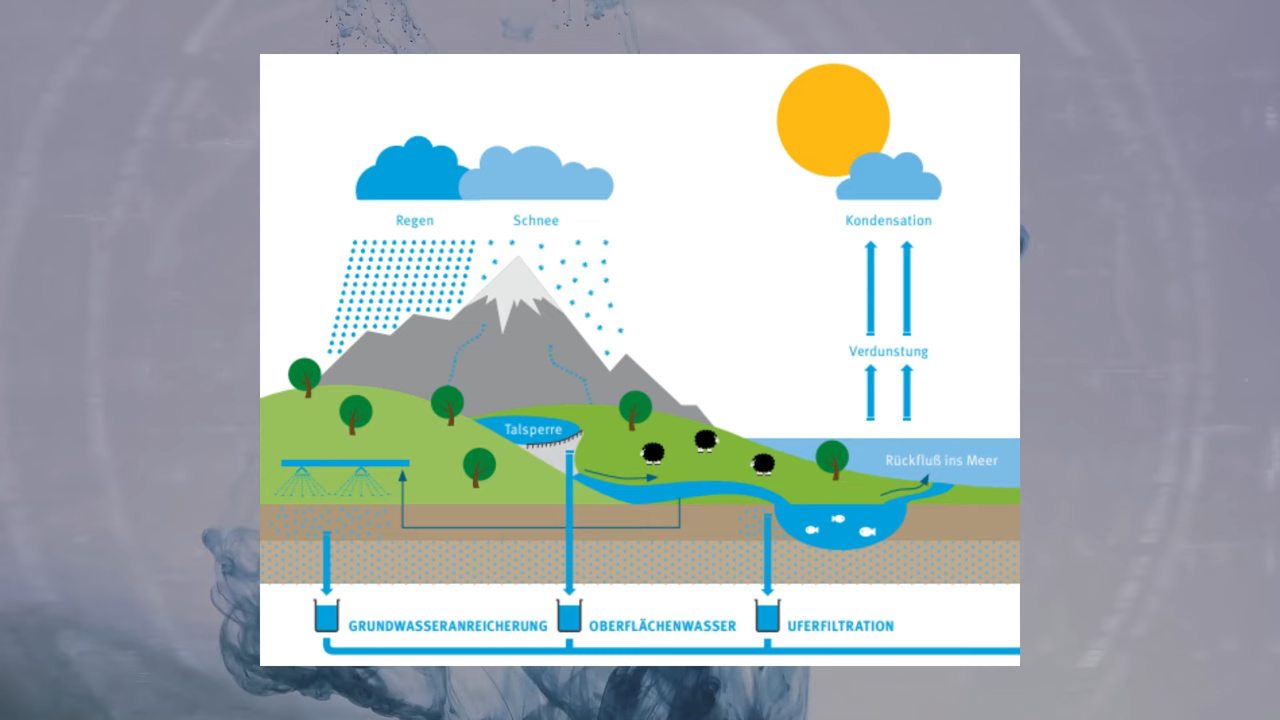 Regen
Schnee
Kondensation
Verdunstung
Talsperre
Rückfluß ins Meer
GRUNDWASSERANREICHERUNG
OBERFLÄCHENWASSER
UFERFILTRATION